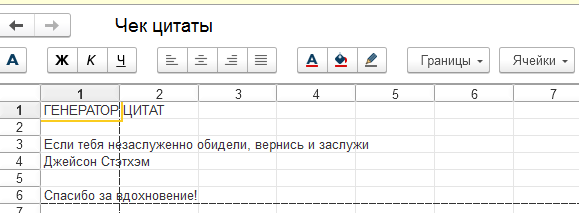 Чек цитаты
А Ж К Ч А Границы Ячейки
1 2 3 4 5 6 7
1 ГЕНЕРАТОР ЦИТАТ
2
3 Если тебя незаслуженно обидели, вернись и заслужи
4 Джейсон Стэтхэм
5
6 Спасибо за вдохновение!
7